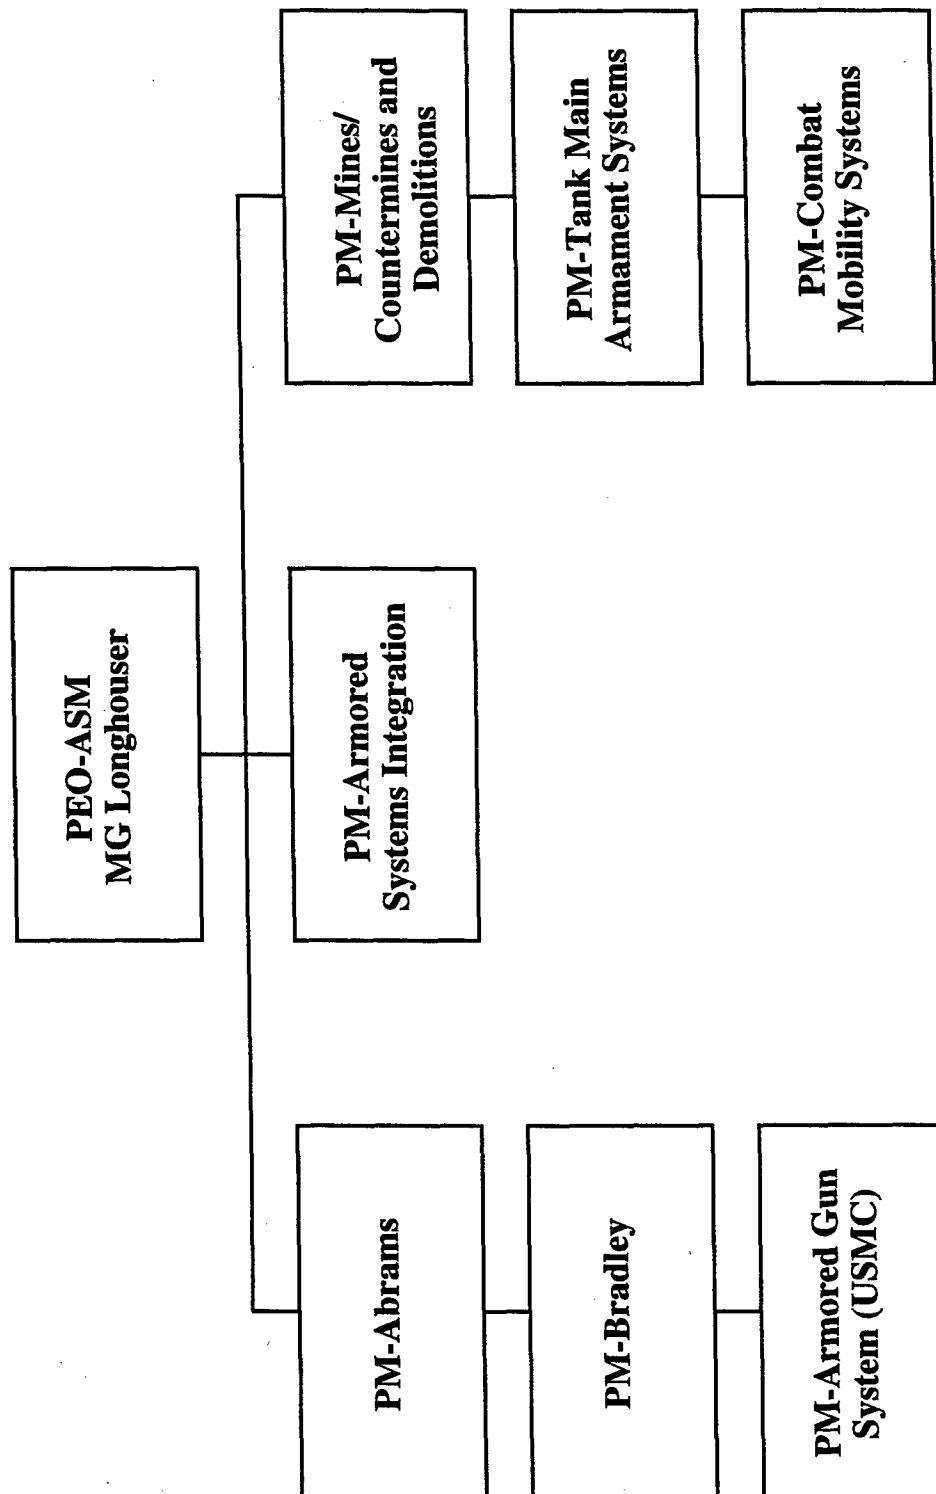 PEO-ASM
MG Longhouser
PM-Abrams
PM-Bradley
PM-Armored Gun
System (USMC)
PM-Armored
Systems Integration
PM-Mines/
Countermines and
Demolitions
PM-Tank Main
Armament Systems
PM-Combat
Mobility Systems